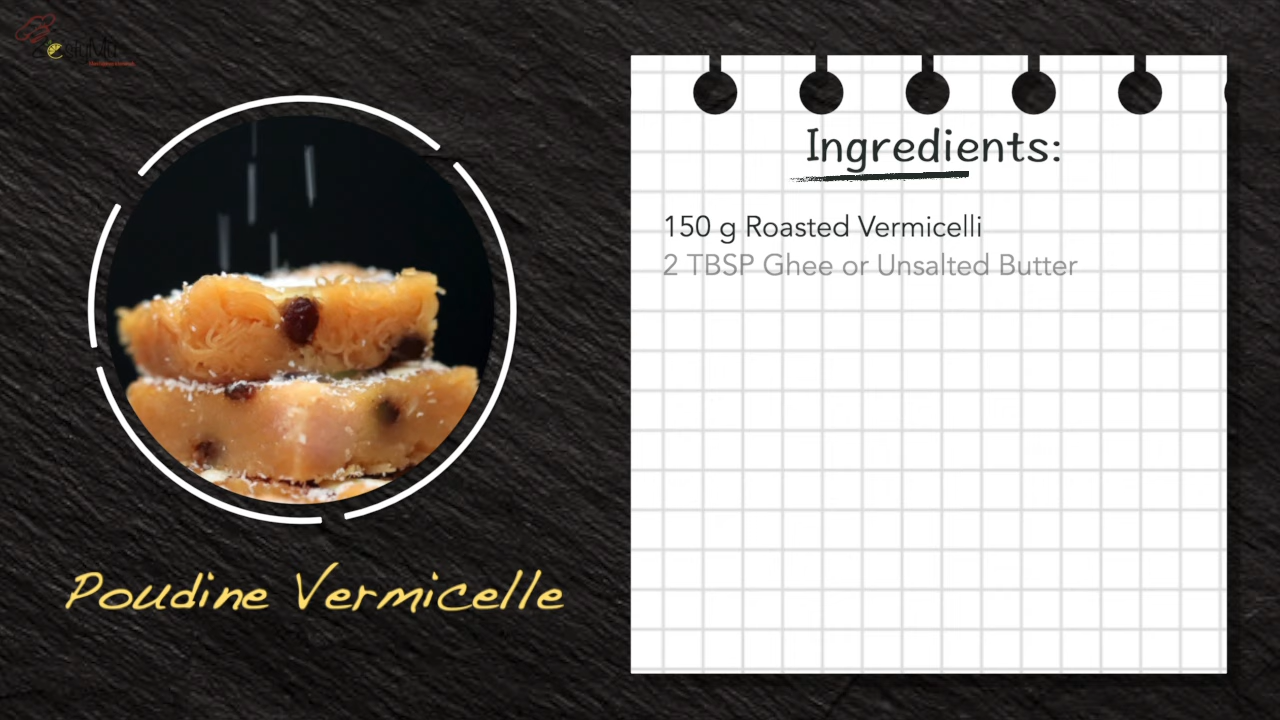 Poudine Vermicelle
Ingredients:
150 g Roasted Vermicelli
2 TBSP Ghee or Unsalted Butter